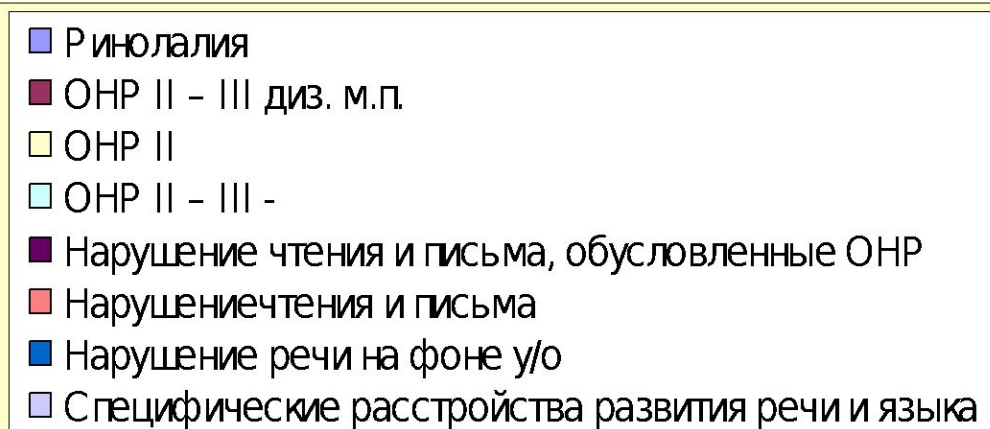 Ринолалия
ОНР II – III диз. м.п.
ОНР II
ОНР II – III -
Нарушение чтения и письма, обусловленные ОНР
Нарушениечтения и письма
Нарушение речи на фоне у/о
Специфические расстройства развития речи и языка